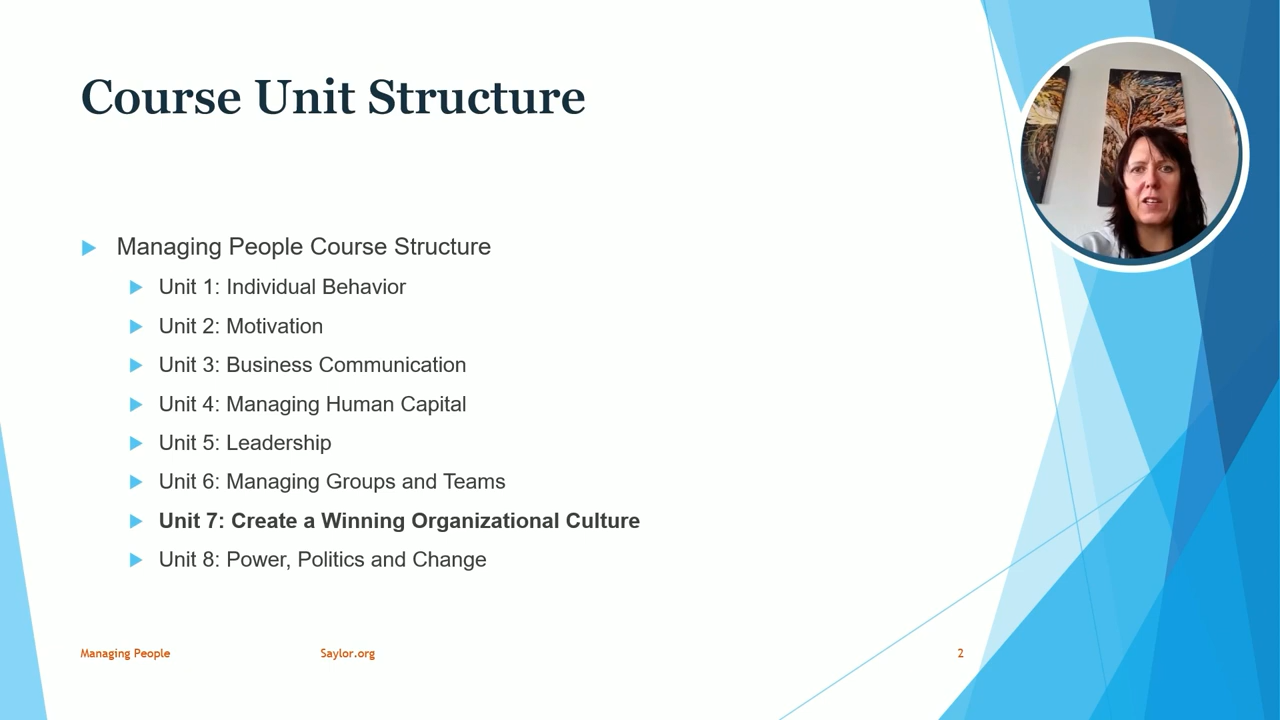 Course Unit Structure
Managing People Course Structure
Unit 1: Individual Behavior
Unit 2: Motivation
Unit 3: Business Communication
Unit 4: Managing Human Capital
Unit 5: Leadership
Unit 6: Managing Groups and Teams
Unit 7: Create a Winning Organizational Culture
Unit 8: Power, Politics and Change
Managing People Saylor.org 2